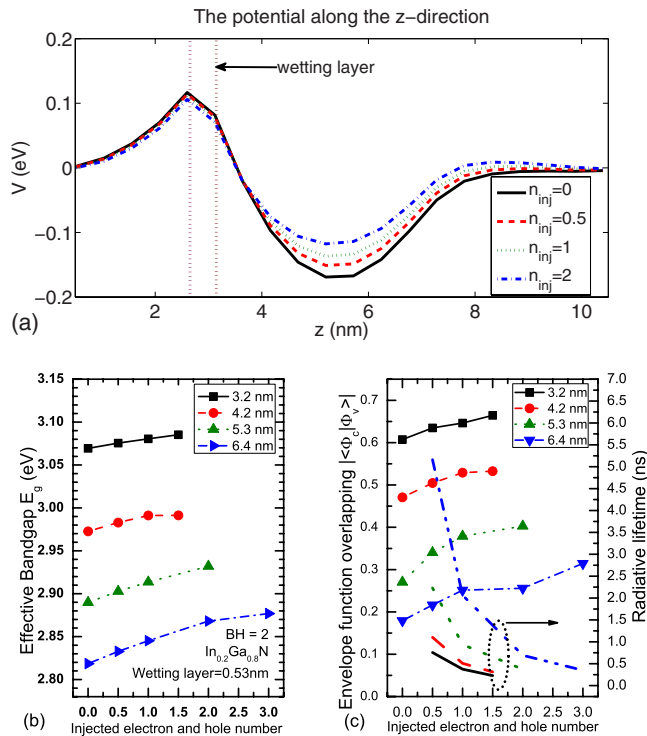 The potential along the z−direction
0.2
0.1
0
−0.1
−0.2
V (eV)
wetting layer
n_inj=0
n_inj=0.5
n_inj=1
n_inj=2
2
4
6
8
10
z (nm)
(a)
3.15
3.10
3.05
3.00
2.95
2.90
2.85
2.80
Effective Bandgap E_g (eV)
3.2 nm
4.2 nm
5.3 nm
6.4 nm
BH = 2
In_0.2Ga_0.8N
Wetting layer=0.53nm
0.0 0.5 1.0 1.5 2.0 2.5 3.0
Injected electron and hole number
(b)
0.7
0.6
0.5
0.4
0.3
0.2
0.1
0.0
Envelope function overlapping |<Φ_c|Φ_v>|
3.2 nm
4.2 nm
5.3 nm
6.4 nm
7.0
6.5
6.0
5.5
5.0
4.5
4.0
3.5
3.0
2.5
2.0
1.5
1.0
0.5
0.0
Radiative lifetime (ns)
0.0 0.5 1.0 1.5 2.0 2.5 3.0
Injected electron and hole number
(c)